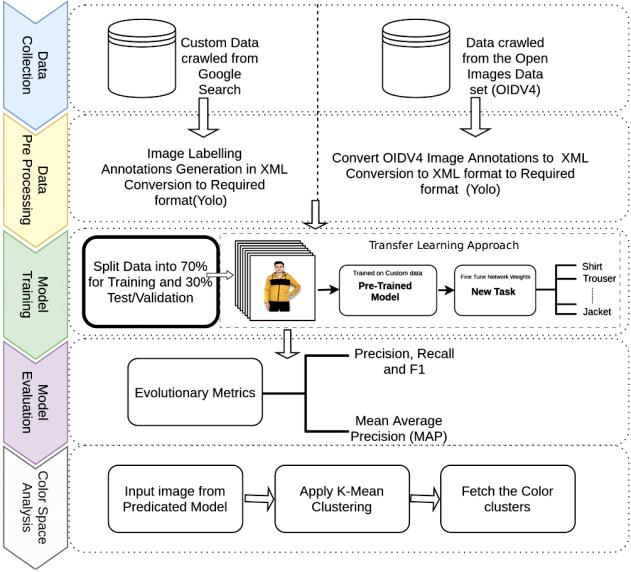 Data
Collection
Custom Data
crawled from
Google
Search
Data crawled
from the Open
Images Data
set (OIDV4)
Data
Pre Processing
Image Labelling
Annotations Generation in XML
Conversion to Required
format(Yolo)
Convert OIDV4 Image Annotations to XML
Conversion to XML format to Required
format (Yolo)
Model
Training
Split Data into 70%
for Training and 30%
Test/Validation
Transfer Learning Approach
Trained on Custom data
Pre-Trained
Model
Fine Tune Network Weights
New Task
Shirt
Trouser
Jacket
Model
Evaluation
Evolutionary Metrics
Precision, Recall
and F1
Mean Average
Precision (MAP)
Color Space
Analysis
Input image from
Predicated Model
Apply K-Mean
Clustering
Fetch the Color
clusters